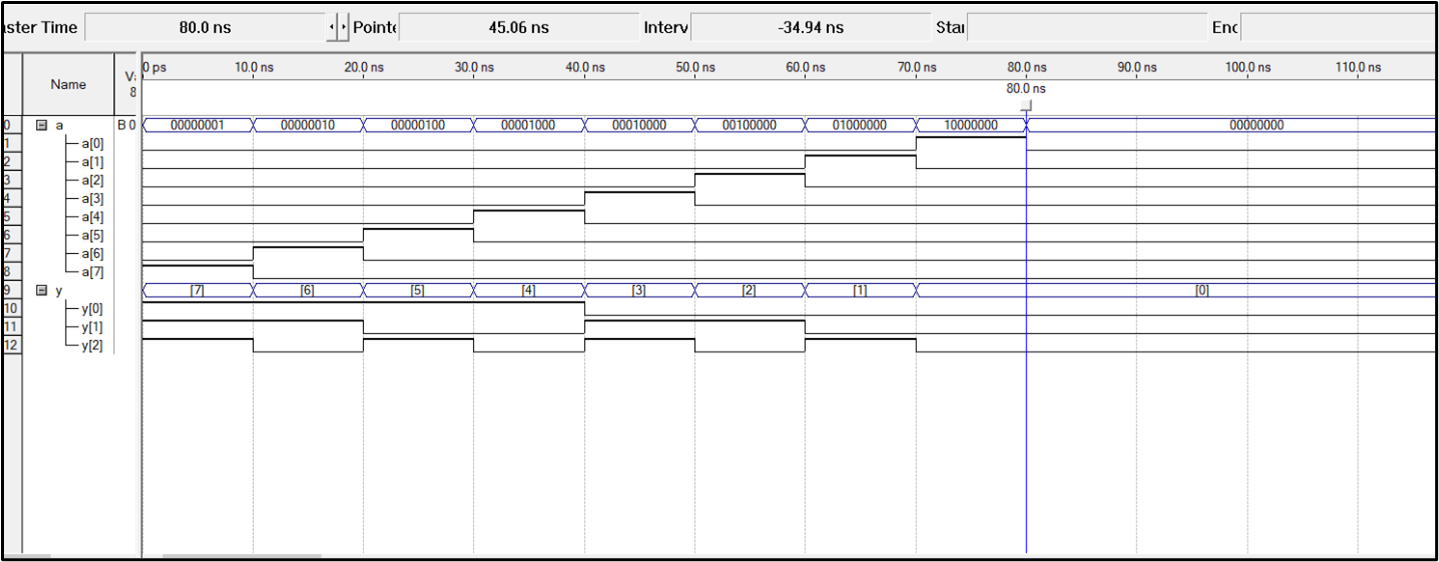 aster Time 80.0 ns Pointe 45.06 ns Interv -34.94 ns Star Enc
Name Va 8
0 ps 10.0 ns 20.0 ns 30.0 ns 40.0 ns 50.0 ns 60.0 ns 70.0 ns 80.0 ns 90.0 ns 100.0 ns 110.0 ns
80.0 ns
0 a B 0 00000001 00000010 00000100 00001000 00010000 00100000 01000000 10000000 00000000
1 a[0]
2 a[1]
3 a[2]
4 a[3]
5 a[4]
6 a[5]
7 a[6]
8 a[7]
9 y [7] [6] [5] [4] [3] [2] [1] [0]
10 y[0]
11 y[1]
12 y[2]